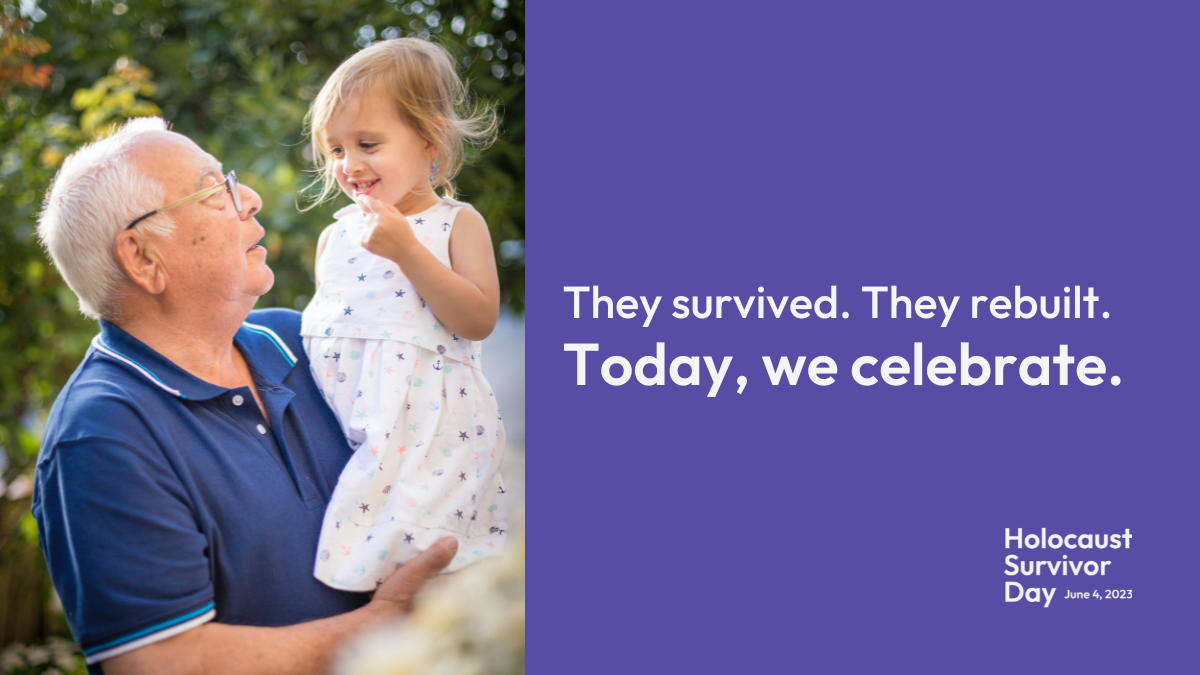 They survived. They rebuilt.
Today, we celebrate.
Holocaust
Survivor
Day June 4, 2023